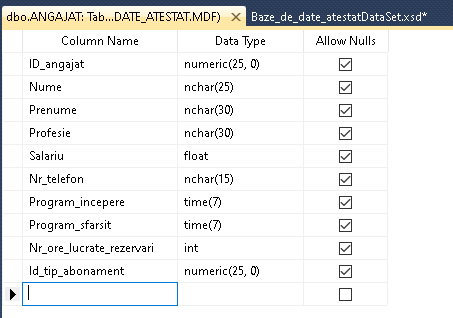 dbo.ANGAJAT: Tab...DATE_ATESTAT.MDF) Baze_de_date_atestatDataSet.xsd*
Column Name Data Type Allow Nulls
ID_angajat numeric(25, 0)
Nume nchar(25)
Prenume nchar(30)
Profesie nchar(30)
Salariu float
Nr_telefon nchar(15)
Program_incepere time(7)
Program_sfarsit time(7)
Nr_ore_lucrate_rezervari int
Id_tip_abonament numeric(25, 0)